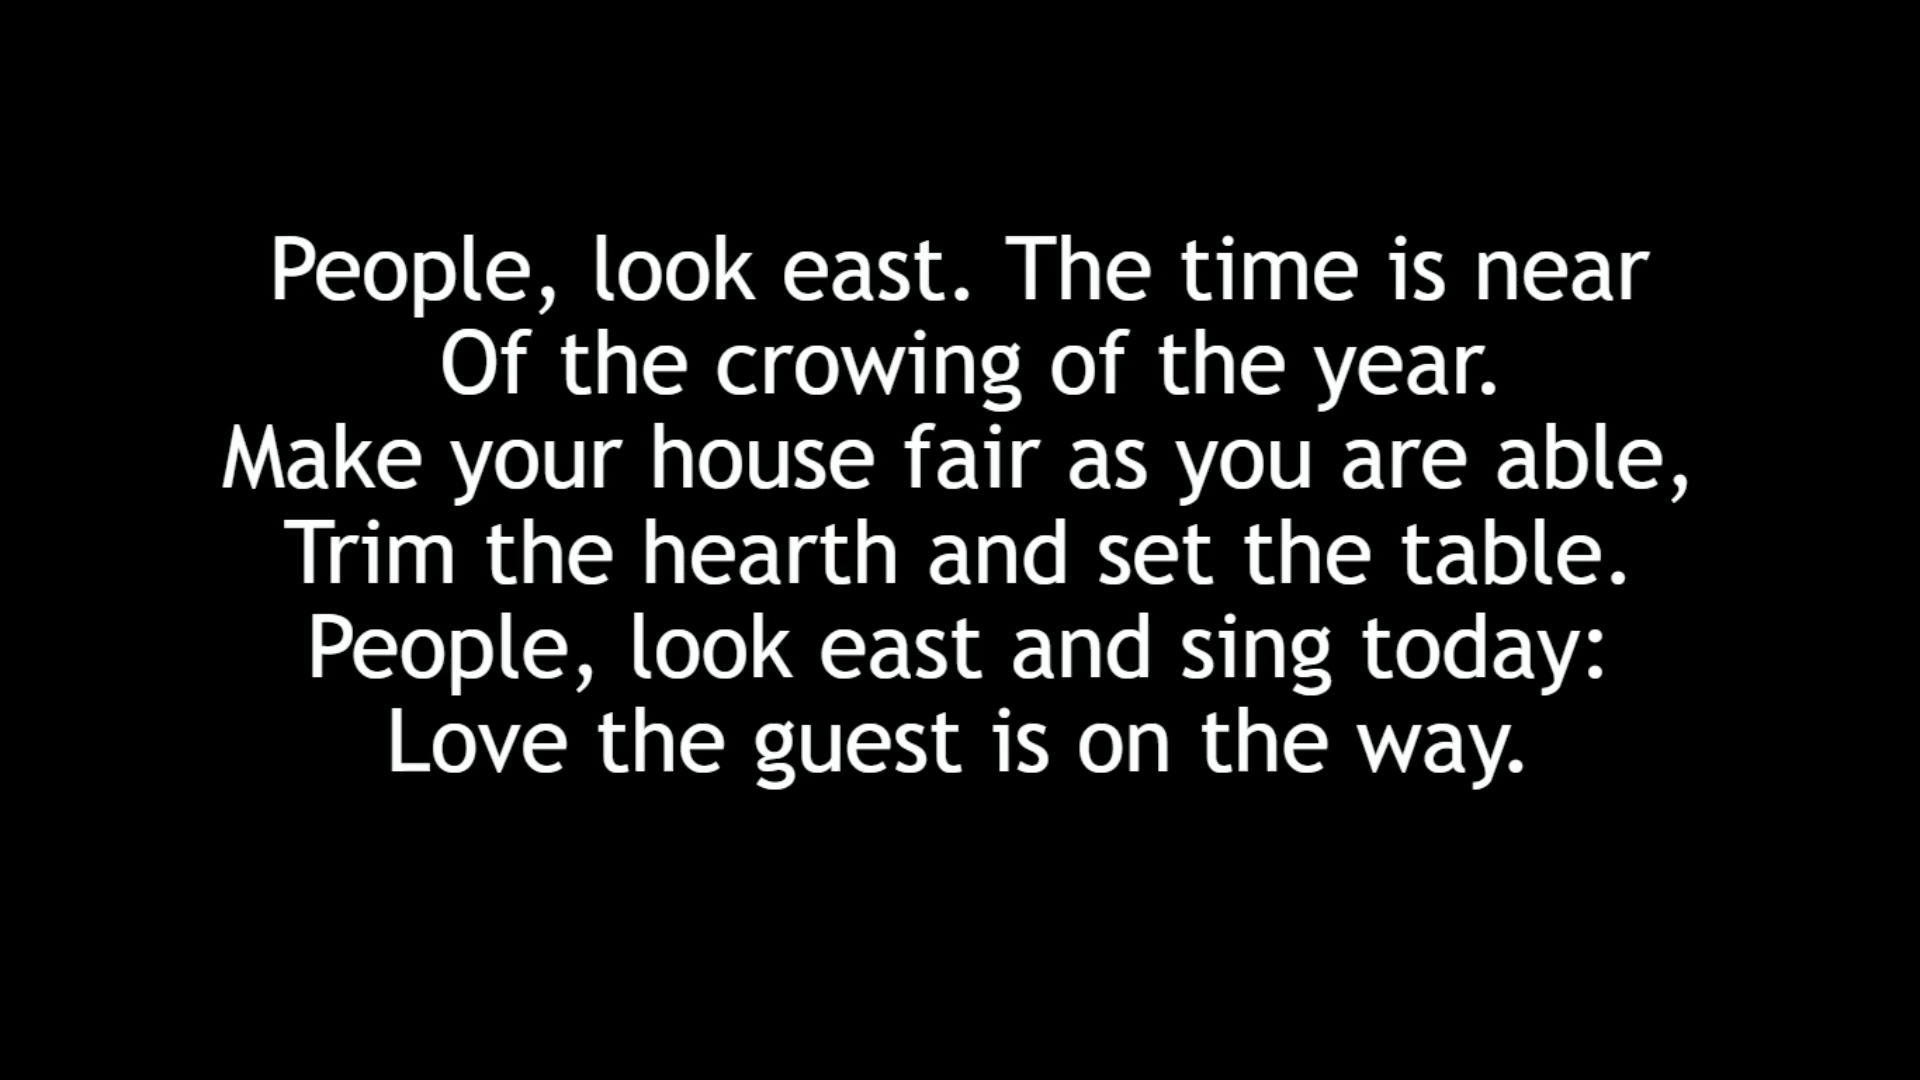 People, look east. The time is near
Of the crowing of the year.
Make your house fair as you are able,
Trim the hearth and set the table.
People, look east and sing today:
Love the guest is on the way.